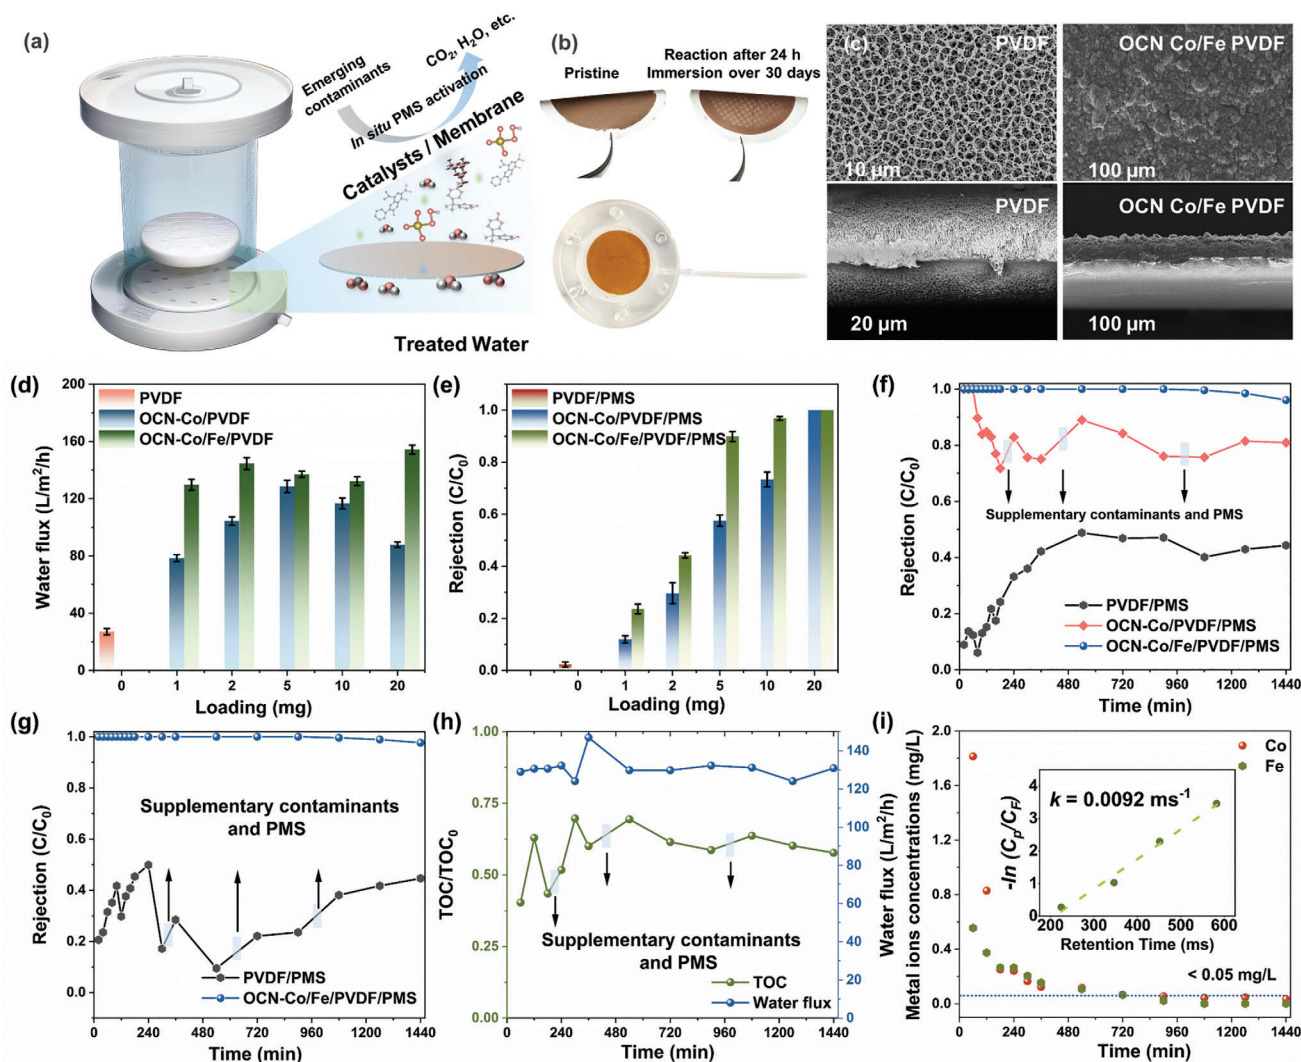 (a)
Emerging
contaminants
CO₂, H₂O, etc.
In situ PMS activation
Catalysts / Membrane
Treated Water
(b)
Pristine
Reaction after 24 h
Immersion over 30 days
(c)
PVDF
10 µm
OCN Co/Fe PVDF
100 µm
PVDF
20 µm
OCN Co/Fe PVDF
100 µm
(d)
PVDF
OCN-Co/PVDF
OCN-Co/Fe/PVDF
Water flux (L/m²/h)
200
160
120
80
40
0
0 1 2 5 10 20
Loading (mg)
(e)
PVDF/PMS
OCN-Co/PVDF/PMS
OCN-Co/Fe/PVDF/PMS
Rejection (C/C₀)
1.0
0.8
0.6
0.4
0.2
0.0
0 1 2 5 10 20
Loading (mg)
(f)
Rejection (C/C₀)
1.0
0.8
0.6
0.4
0.2
0.0
Supplementary contaminants and PMS
PVDF/PMS
OCN-Co/PVDF/PMS
OCN-Co/Fe/PVDF/PMS
0 240 480 720 960 1200 1440
Time (min)
(g)
Rejection (C/C₀)
1.0
0.8
0.6
0.4
0.2
0.0
Supplementary contaminants
and PMS
PVDF/PMS
OCN-Co/Fe/PVDF/PMS
0 240 480 720 960 1200 1440
Time (min)
(h)
TOC/TOC₀
1.00
0.75
0.50
0.25
0.00
Supplementary contaminants
and PMS
TOC
Water flux
0 240 480 720 960 1200 1440
Time (min)
140
120
100
80
60
40
20
0
Water flux (L/m²/h)
(i)
Metal ions concentrations (mg/L)
2.0
1.6
1.2
0.8
0.4
0.0
Co
Fe
k = 0.0092 ms⁻¹
-ln (C_P/C_F)
4
3
2
1
0
200 300 400 500 600
Retention Time (ms)
< 0.05 mg/L
0 240 480 720 960 1200 1440
Time (min)